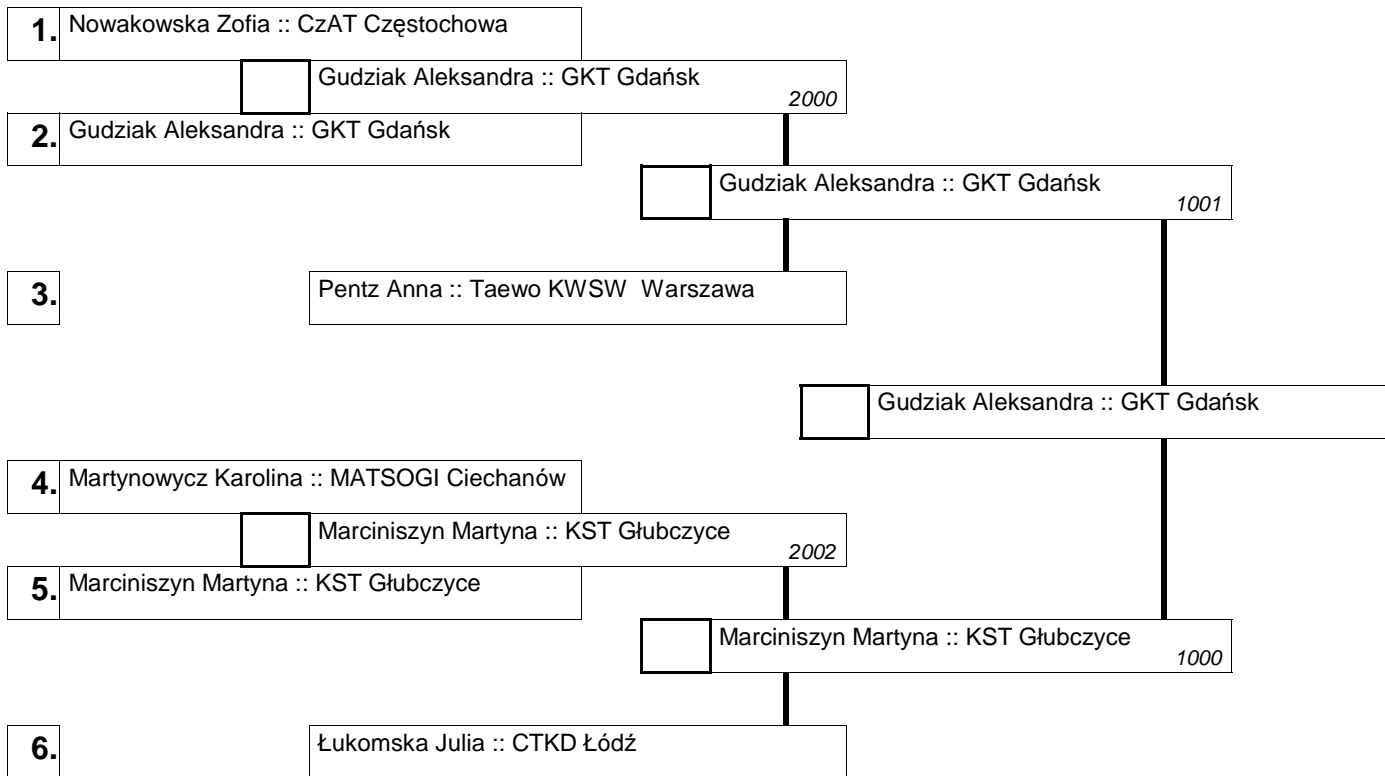 1. Nowakowska Zofia :: CzAT Częstochowa
Gudziak Aleksandra :: GKT Gdańsk
2000
2. Gudziak Aleksandra :: GKT Gdańsk
Gudziak Aleksandra :: GKT Gdańsk
1001
3. Pentz Anna :: Taewo KWSW Warszawa
Gudziak Aleksandra :: GKT Gdańsk
4. Martynowycz Karolina :: MATSOGI Ciechanów
Marciniszyn Martyna :: KST Głubczyce
2002
5. Marciniszyn Martyna :: KST Głubczyce
Marciniszyn Martyna :: KST Głubczyce
1000
6. Łukomska Julia :: CTKD Łódź